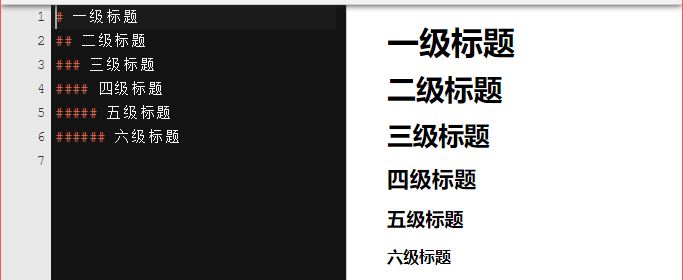 1 # 一级标题
2 ## 二级标题
3 ### 三级标题
4 #### 四级标题
5 ##### 五级标题
6 ###### 六级标题
7
一级标题
二级标题
三级标题
四级标题
五级标题
六级标题